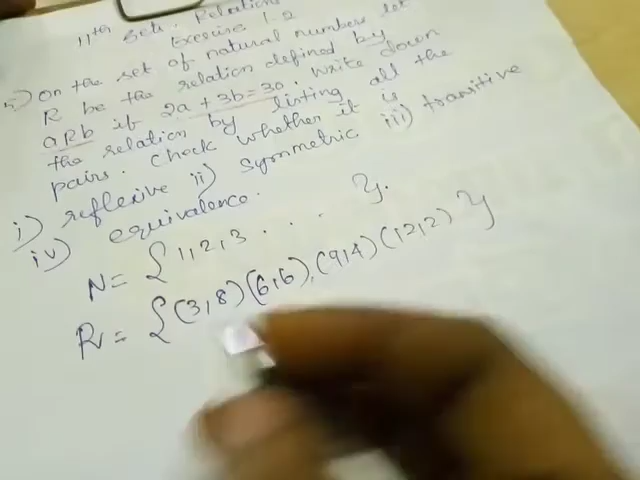 11th Sets, Relation
Exercise 1.2
5) On the set of natural numbers let
R be the relation defined by
aRb if 2a + 3b = 30. Write down
the relation by listing all the
pairs. Check whether it is
i) reflexive ii) symmetric iii) transitive
iv) equivalence.
N = { 1, 2, 3 . . . }.
R = { (3, 8) (6, 6), (9, 4) (12, 2) }